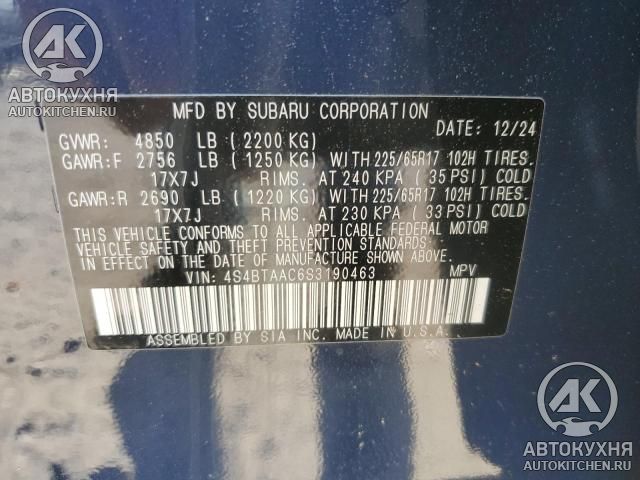 АК
АВТОКУХНЯ
AUTOKITCHEN.RU
MFD BY SUBARU CORPORATION
DATE: 12/24
GVWR: 4850 LB ( 2200 KG)
GAWR:F 2756 LB ( 1250 KG) WITH 225/65R17 102H TIRES.
17X7J RIMS. AT 240 KPA ( 35 PSI) COLD
GAWR:R 2690 LB ( 1220 KG) WITH 225/65R17 102H TIRES.
17X7J RIMS. AT 230 KPA ( 33 PSI) COLD
THIS VEHICLE CONFORMS TO ALL APPLICABLE FEDERAL MOTOR
VEHICLE SAFETY AND THEFT PREVENTION STANDARDS IN
EFFECT ON THE DATE OF MANUFACTURE SHOWN ABOVE.
VIN: 4S4BTAAC6S3190463 MPV
ASSEMBLED BY SIA INC. MADE IN U.S.A.
АК
АВТОКУХНЯ
AUTOKITCHEN.RU